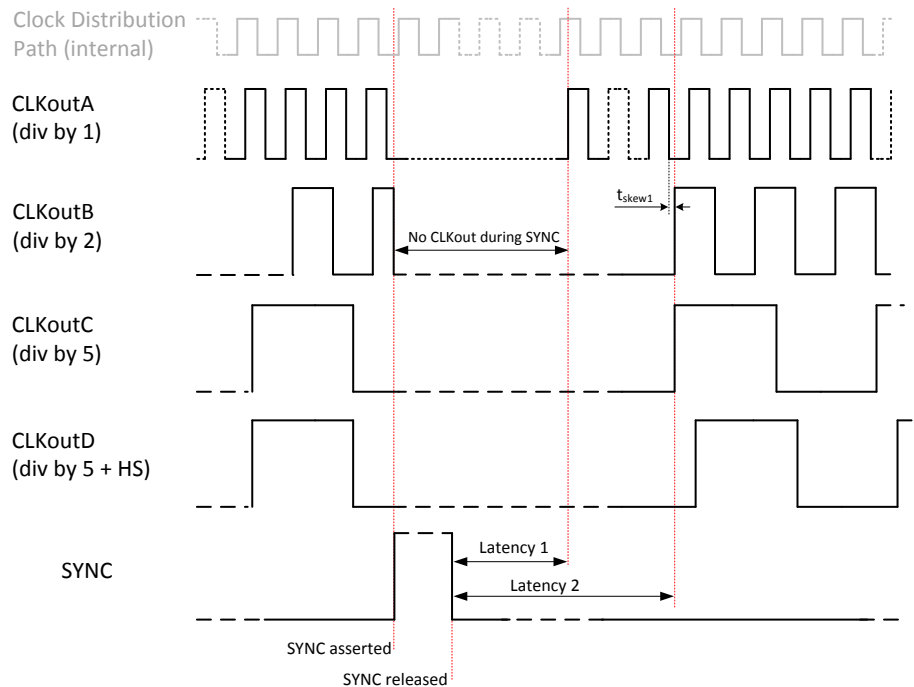 Clock Distribution
Path (internal)
CLKoutA
(div by 1)
CLKoutB
(div by 2)
tskew1
No CLKout during SYNC
CLKoutC
(div by 5)
CLKoutD
(div by 5 + HS)
SYNC
Latency 1
Latency 2
SYNC asserted
SYNC released